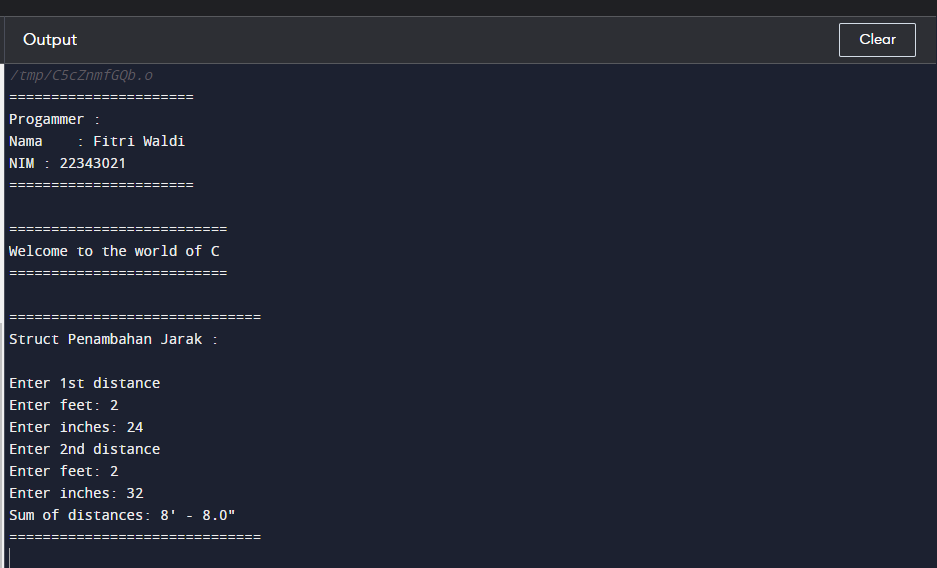 Output
Clear
/tmp/C5cZnmfGQb.o
======================
Progammer :
Nama    : Fitri Waldi
NIM : 22343021
======================
==========================
Welcome to the world of C
==========================
==============================
Struct Penambahan Jarak :
Enter 1st distance
Enter feet: 2
Enter inches: 24
Enter 2nd distance
Enter feet: 2
Enter inches: 32
Sum of distances: 8' - 8.0"
==============================